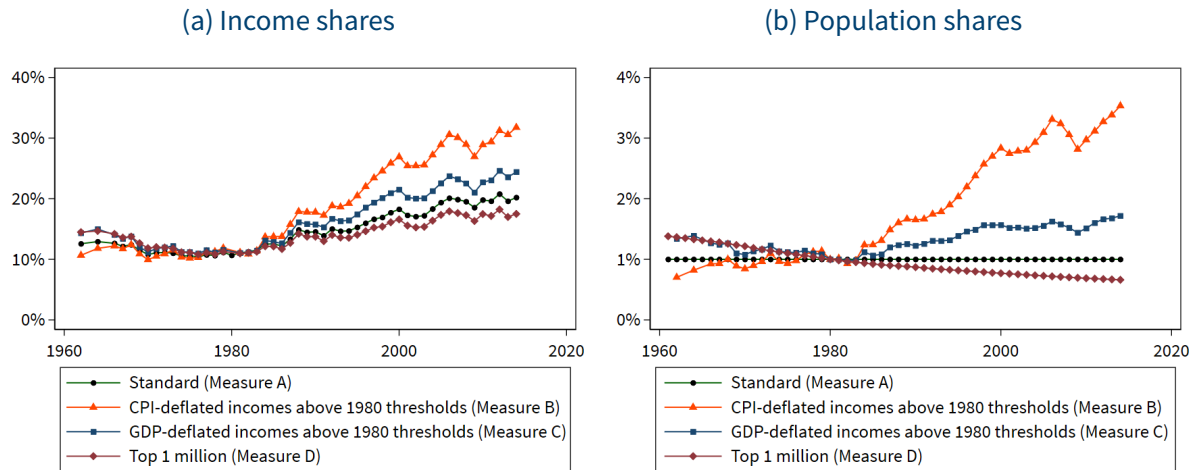 (a) Income shares
40%
30%
20%
10%
0%
1960 1980 2000 2020
Standard (Measure A)
CPI-deflated incomes above 1980 thresholds (Measure B)
GDP-deflated incomes above 1980 thresholds (Measure C)
Top 1 million (Measure D)
(b) Population shares
4%
3%
2%
1%
0%
1960 1980 2000 2020
Standard (Measure A)
CPI-deflated incomes above 1980 thresholds (Measure B)
GDP-deflated incomes above 1980 thresholds (Measure C)
Top 1 million (Measure D)